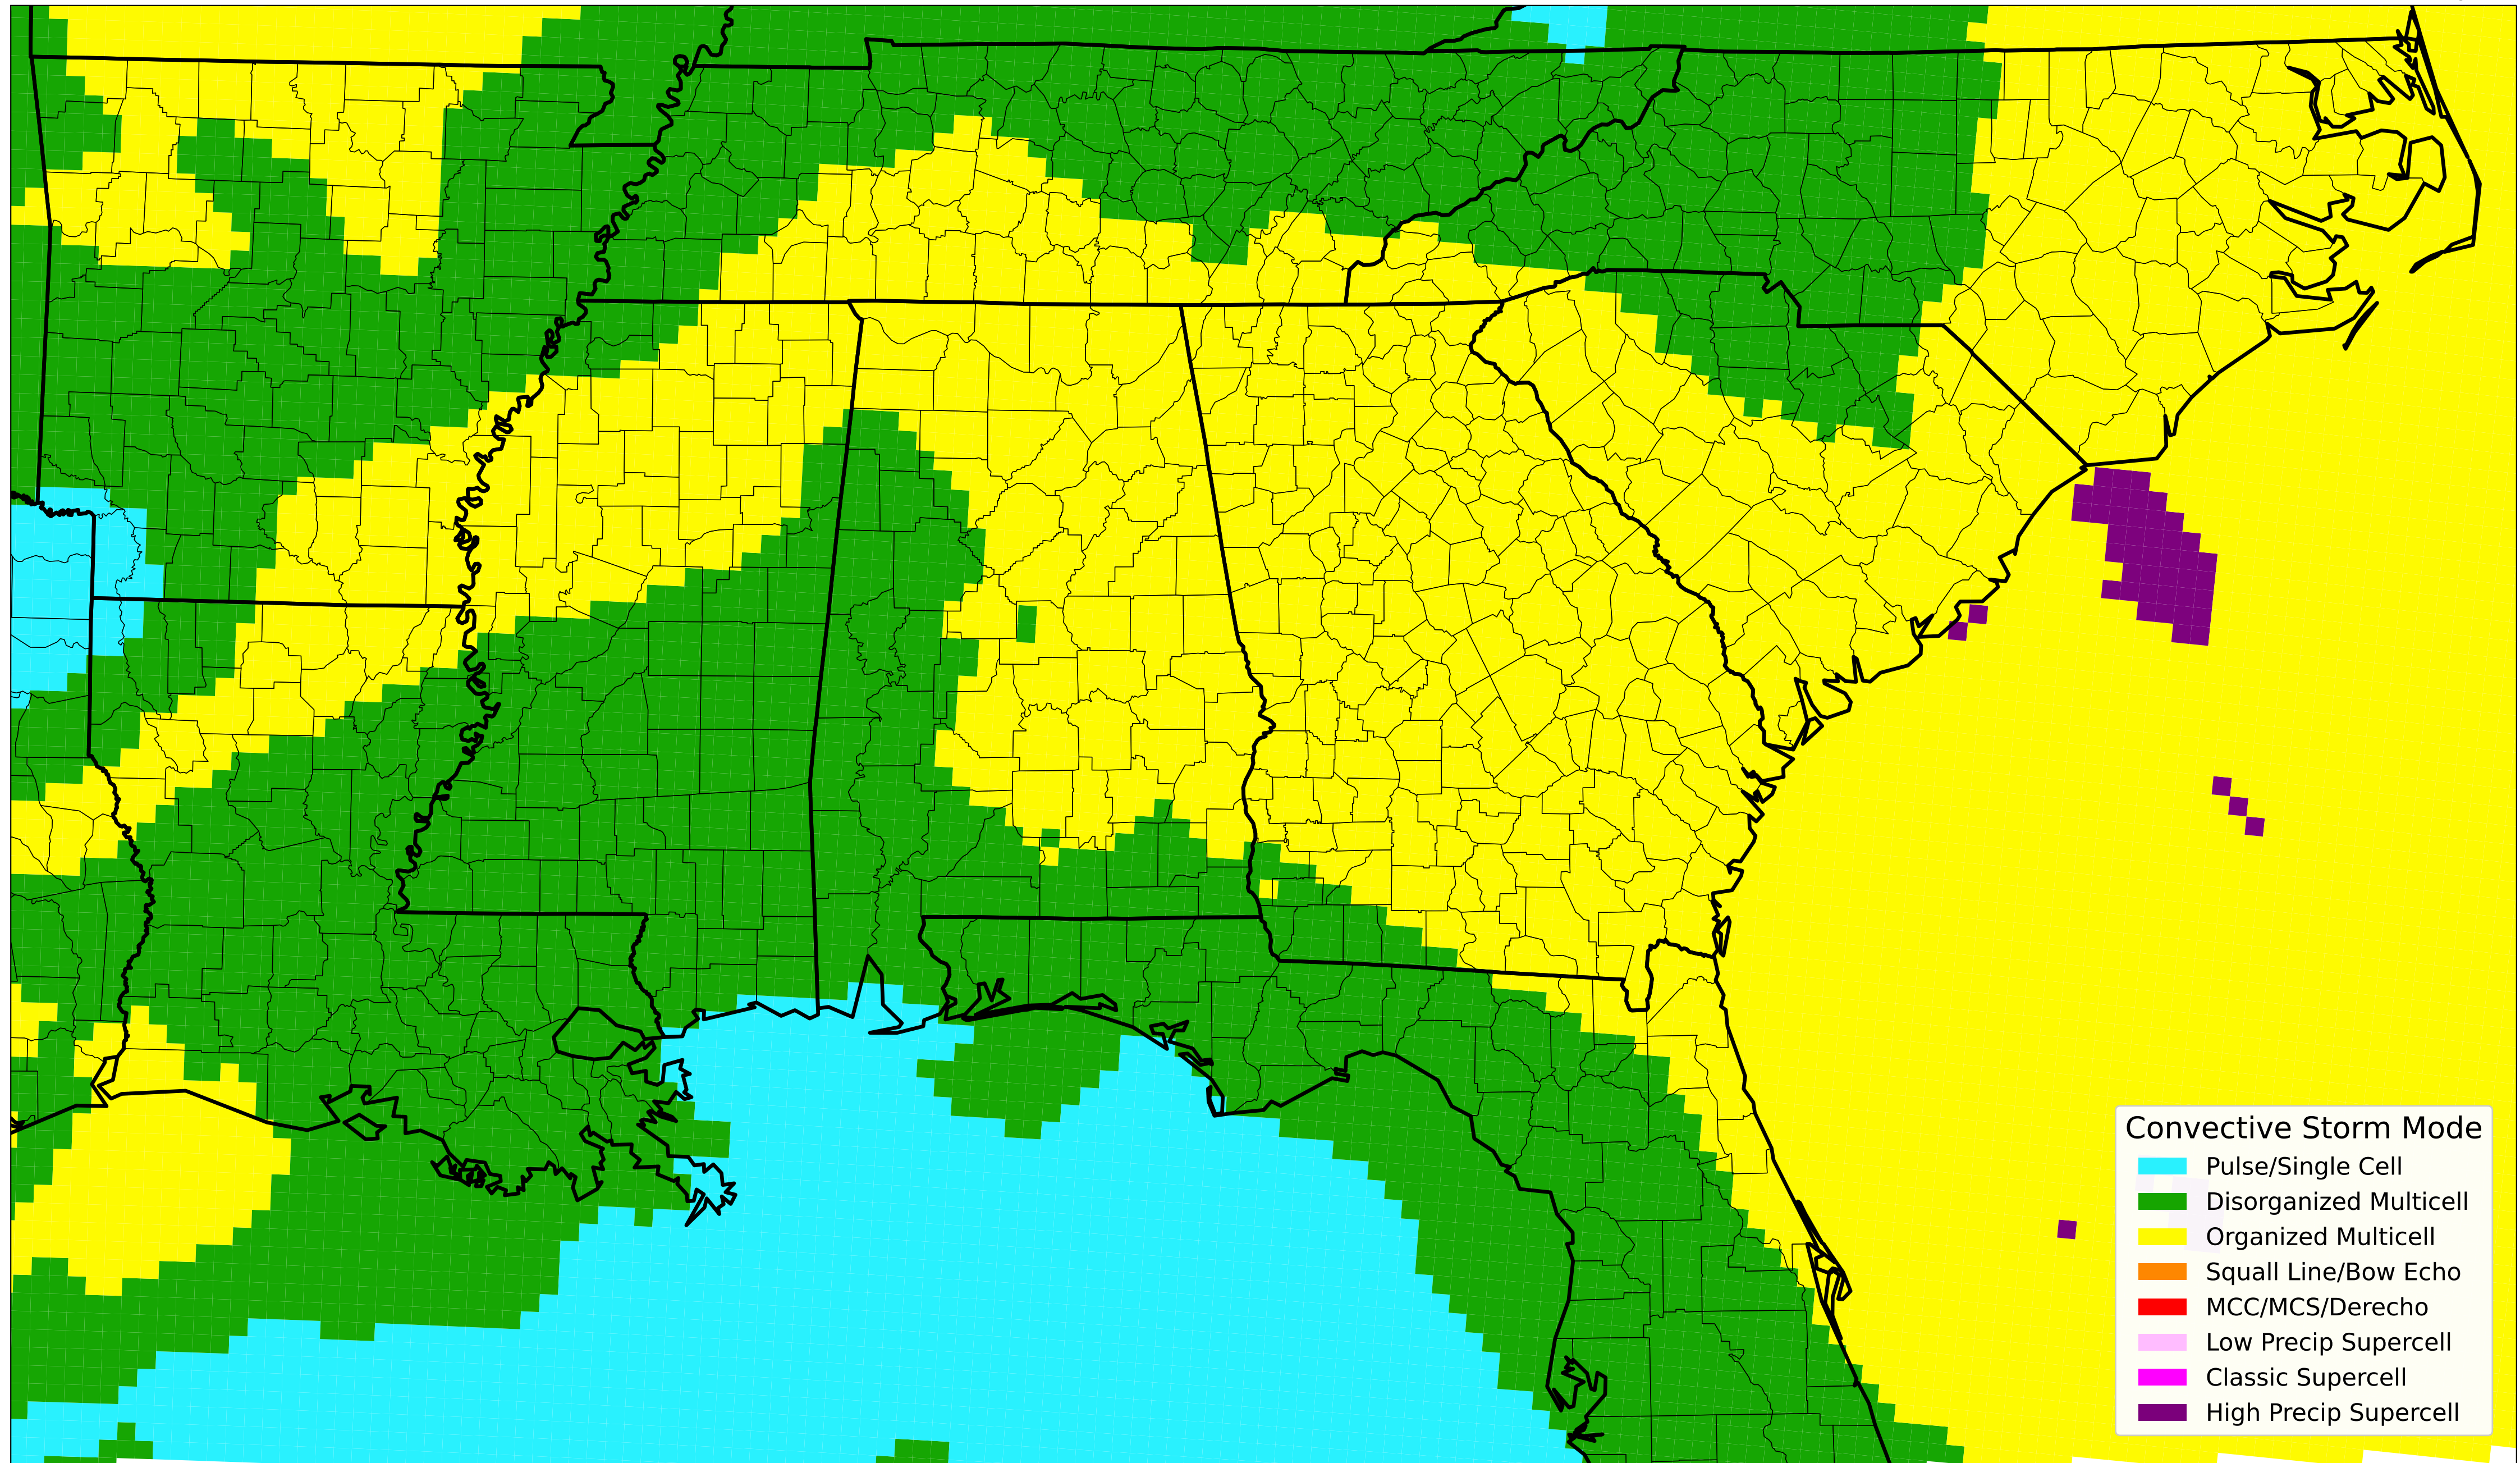 Convective Storm Mode
Pulse/Single Cell
Disorganized Multicell
Organized Multicell
Squall Line/Bow Echo
MCC/MCS/Derecho
Low Precip Supercell
Classic Supercell
High Precip Supercell